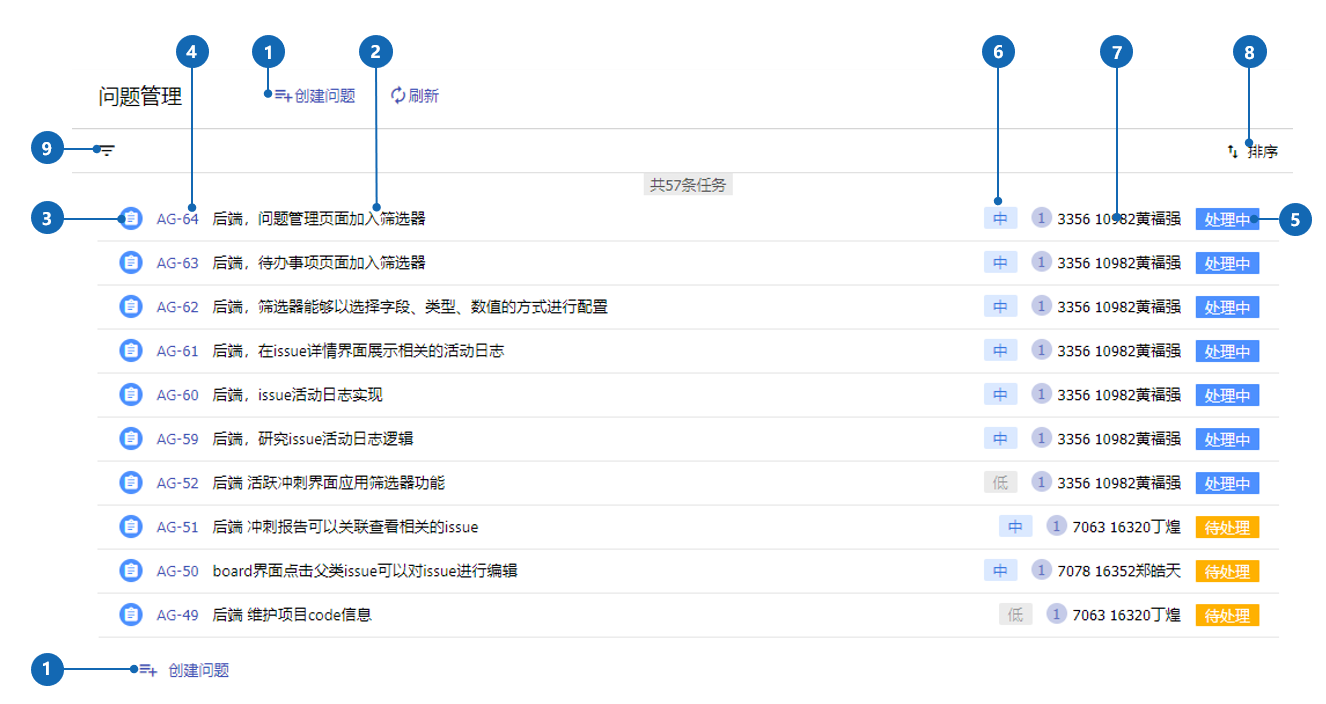 4 1 2 6 7 8
问题管理 创建问题 刷新
9 排序
共57条任务
3 AG-64 后端，问题管理页面加入筛选器 中 1 3356 10982黄福强 处理中 5
AG-63 后端，待办事项页面加入筛选器 中 1 3356 10982黄福强 处理中
AG-62 后端，筛选器能够以选择字段、类型、数值的方式进行配置 中 1 3356 10982黄福强 处理中
AG-61 后端，在issue详情界面展示相关的活动日志 中 1 3356 10982黄福强 处理中
AG-60 后端，issue活动日志实现 中 1 3356 10982黄福强 处理中
AG-59 后端，研究issue活动日志逻辑 中 1 3356 10982黄福强 处理中
AG-52 后端 活跃冲刺界面应用筛选器功能 低 1 3356 10982黄福强 处理中
AG-51 后端 冲刺报告可以关联查看相关的issue 中 1 7063 16320丁煌 待处理
AG-50 board界面点击父类issue可以对issue进行编辑 中 1 7078 16352郑皓天 待处理
AG-49 后端 维护项目code信息 低 1 7063 16320丁煌 待处理
1 创建问题